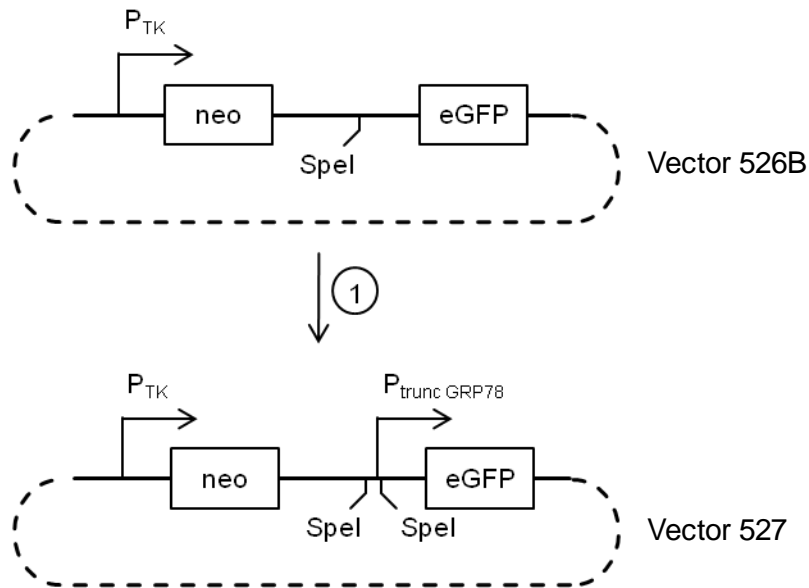 P_TK
neo
eGFP
SpeI
Vector 526B
1
P_TK
P_trunc GRP78
neo
eGFP
SpeI SpeI
Vector 527